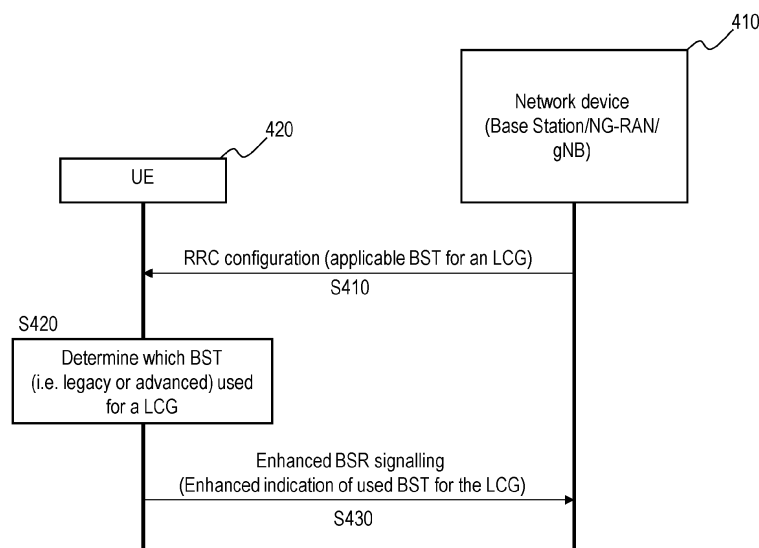 410
Network device
(Base Station/NG-RAN/
gNB)
420
UE
RRC configuration (applicable BST for an LCG)
S410
S420
Determine which BST
(i.e. legacy or advanced) used
for a LCG
Enhanced BSR signalling
(Enhanced indication of used BST for the LCG)
S430